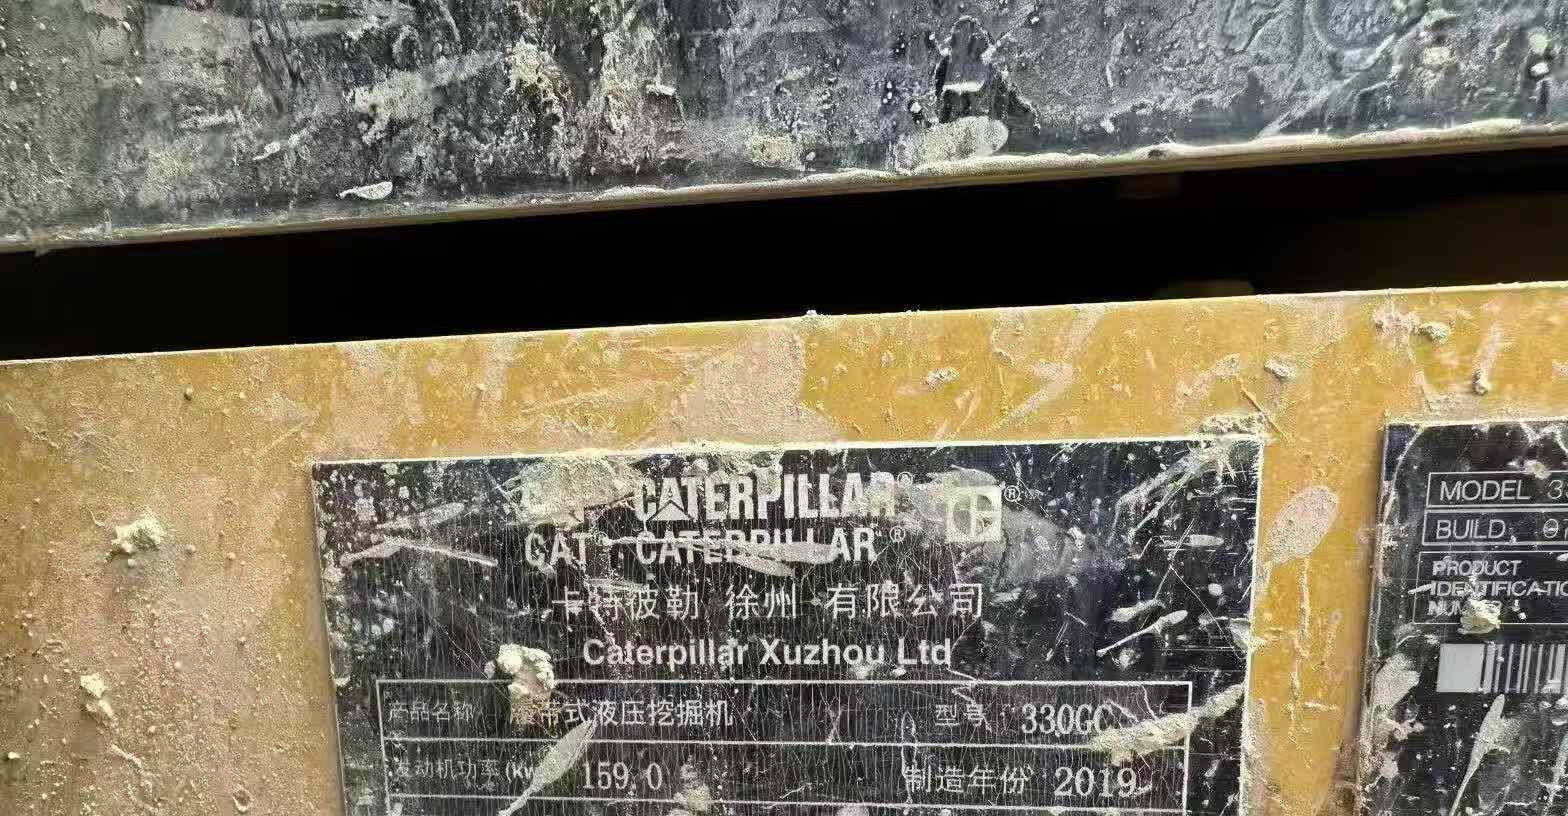 CATERPILLAR®
®
CAT CATERPILLAR®
卡特彼勒 徐州 有限公司
Caterpillar Xuzhou Ltd
产品名称 履带式液压挖掘机 型号 330GC
发动机功率(Kw) 159.0 制造年份 2019
MODEL 3
BUILD
PRODUCT
IDENTIFICATIO